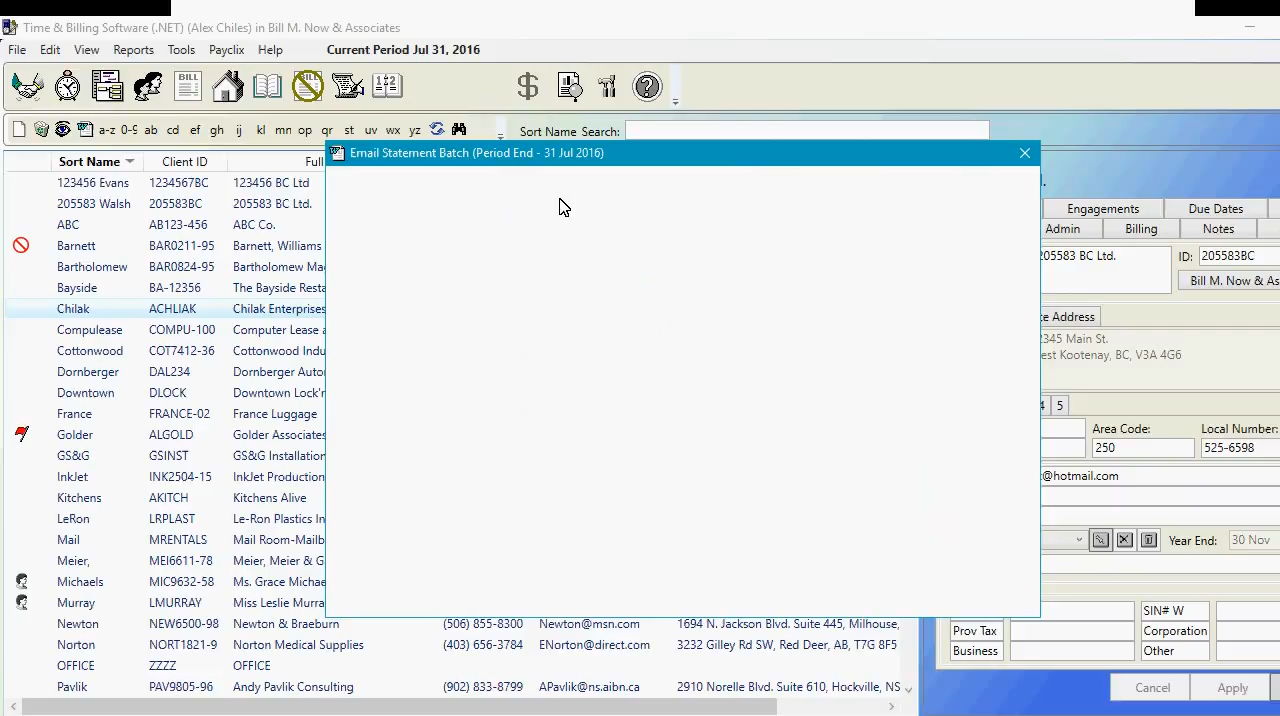 Time & Billing Software (.NET) (Alex Chiles) in Bill M. Now & Associates
File Edit View Reports Tools Payclix Help Current Period Jul 31, 2016
BILL BILL
a-z 0-9 ab cd ef gh ij kl mn op qr st uv wx yz Sort Name Search:
Email Statement Batch (Period End - 31 Jul 2016)
Sort Name Client ID Full
123456 Evans 1234567BC 123456 BC Ltd
205583 Walsh 205583BC 205583 BC Ltd.
ABC AB123-456 ABC Co.
Barnett BAR0211-95 Barnett, Williams
Bartholomew BAR0824-95 Bartholomew Ma
Bayside BA-12356 The Bayside Resta
Chilak ACHLIAK Chilak Enterprises
Compulease COMPU-100 Computer Lease a
Cottonwood COT7412-36 Cottonwood Indu
Dornberger DAL234 Dornberger Auto
Downtown DLOCK Downtown Lock'r
France FRANCE-02 France Luggage
Golder ALGOLD Golder Associates
GS&G GSINST GS&G Installation
InkJet INK2504-15 InkJet Production
Kitchens AKITCH Kitchens Alive
LeRon LRPLAST Le-Ron Plastics In
Mail MRENTALS Mail Room-Mailb
Meier, MEI6611-78 Meier, Meier & G
Michaels MIC9632-58 Ms. Grace Michae
Murray LMURRAY Miss Leslie Murra
Newton NEW6500-98 Newton & Braeburn (506) 855-8300 Newton@msn.com 1694 N. Jackson Blvd. Suite 445, Milhouse,
Norton NORT1821-9 Norton Medical Supplies (403) 656-3784 ENorton@direct.com 3232 Gilley Rd SW, Red Deer, AB, T7G 8F5
OFFICE ZZZZ OFFICE
Pavlik PAV9805-96 Andy Pavlik Consulting (902) 833-8799 APavlik@ns.aibn.ca 2910 Norelle Blvd. Suite 610, Hockville, NS
Engagements Due Dates
Admin Billing Notes
205583 BC Ltd. ID: 205583BC
Bill M. Now & As
ce Address
2345 Main St.
est Kootenay, BC, V3A 4G6
4 5
Area Code: Local Number:
250 525-6598
@hotmail.com
Year End: 30 Nov
SIN# W
Prov Tax Corporation
Business Other
Cancel Apply